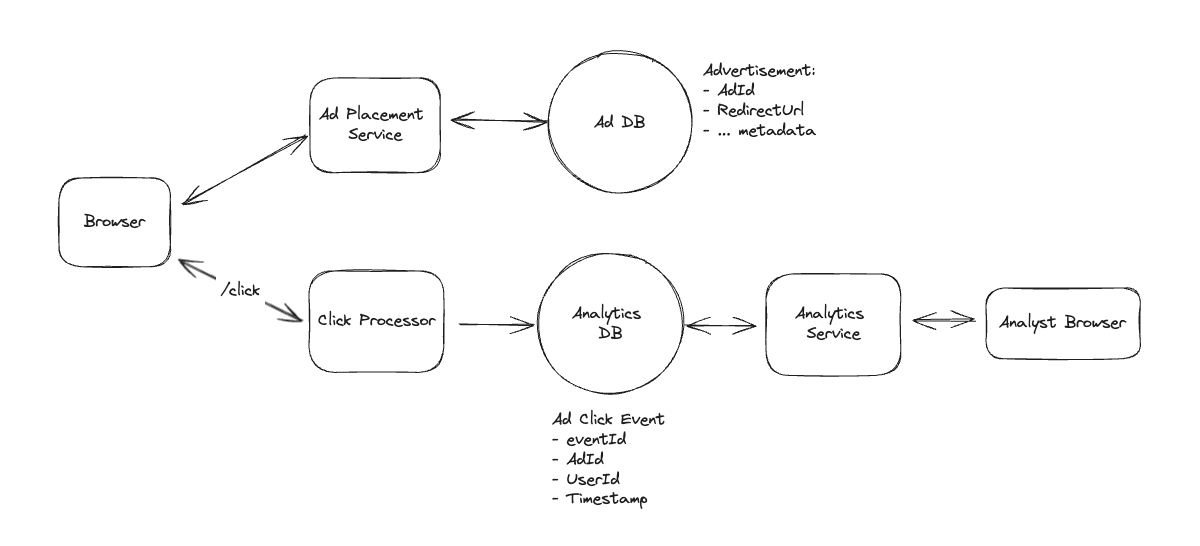 Advertisement:
- AdId
- RedirectUrl
- ... metadata
Ad Placement
Service
Ad DB
Browser
/click
Click Processor
Analytics
DB
Analytics
Service
Analyst Browser
Ad Click Event
- eventId
- AdId
- UserId
- Timestamp